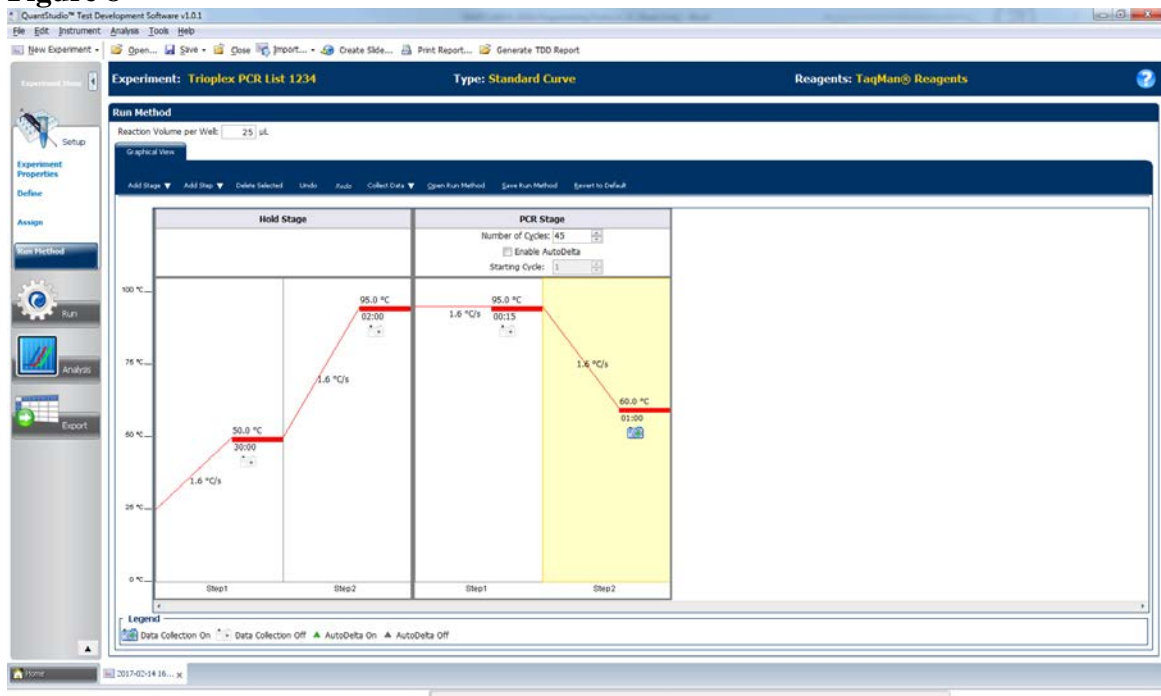 QuantStudio™ Test Development Software v1.0.1
File Edit Instrument Analysis Tools Help
New Experiment Open... Save Close Import... Create Slide... Print Report... Generate TDD Report
Experiment: Trioplex PCR List 1234 Type: Standard Curve Reagents: TaqMan® Reagents
Experiment Menu
Setup
Experiment Properties
Define
Assign
Run Method
Run
Analysis
Export
Run Method
Reaction Volume per Well: 25 µL
Graphical View
Add Stage Add Step Delete Selected Undo Redo Collect Data Open Run Method Save Run Method Revert to Default
Hold Stage PCR Stage
Number of Cycles: 45
Enable AutoDelta
Starting Cycle: 1
100 °C
95.0 °C 95.0 °C
02:00 1.6 °C/s 00:15
75 °C 1.6 °C/s
1.6 °C/s
60.0 °C
01:00
50 °C 50.0 °C
30:00
1.6 °C/s
25 °C
0 °C
Step1 Step2 Step1 Step2
Legend
Data Collection On Data Collection Off AutoDelta On AutoDelta Off
Home 2017-02-14 16... x